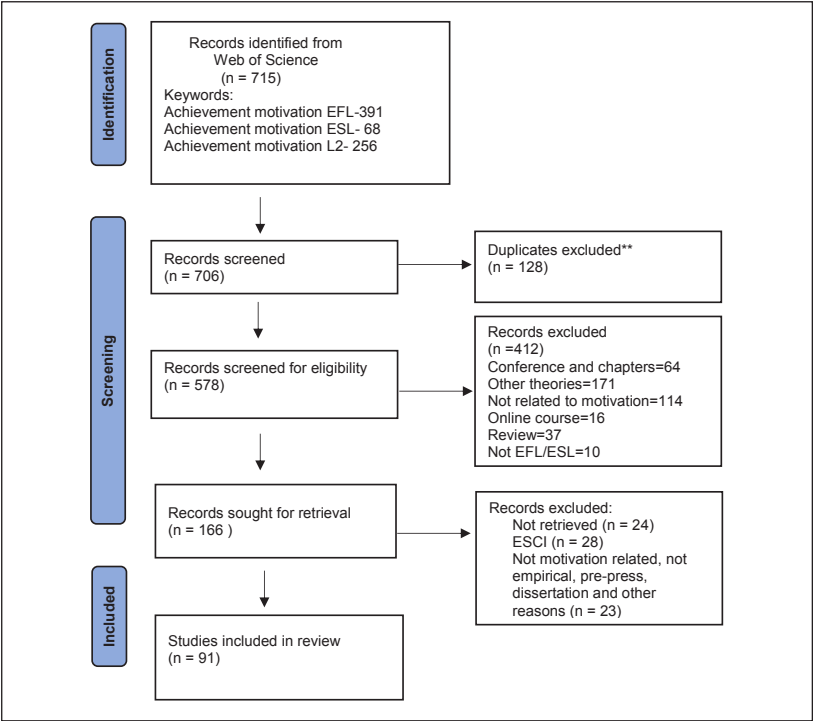 Identification
Records identified from
Web of Science
(n = 715)
Keywords:
Achievement motivation EFL-391
Achievement motivation ESL- 68
Achievement motivation L2- 256
Screening
Records screened
(n = 706)
Duplicates excluded**
(n = 128)
Records screened for eligibility
(n = 578)
Records excluded
(n =412)
Conference and chapters=64
Other theories=171
Not related to motivation=114
Online course=16
Review=37
Not EFL/ESL=10
Records sought for retrieval
(n = 166 )
Records excluded:
Not retrieved (n = 24)
ESCI (n = 28)
Not motivation related, not
empirical, pre-press,
dissertation and other
reasons (n = 23)
Included
Studies included in review
(n = 91)